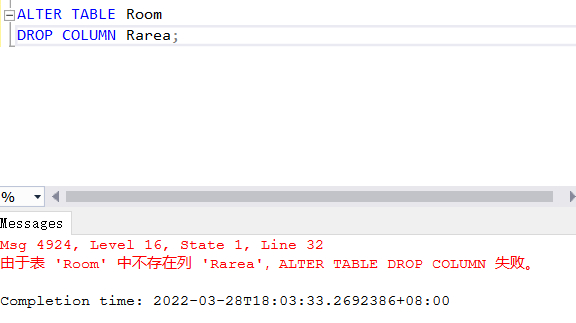 ALTER TABLE Room
DROP COLUMN Rarea;
%
Messages
Msg 4924, Level 16, State 1, Line 32
由于表 'Room' 中不存在列 'Rarea'，ALTER TABLE DROP COLUMN 失败。
Completion time: 2022-03-28T18:03:33.2692386+08:00